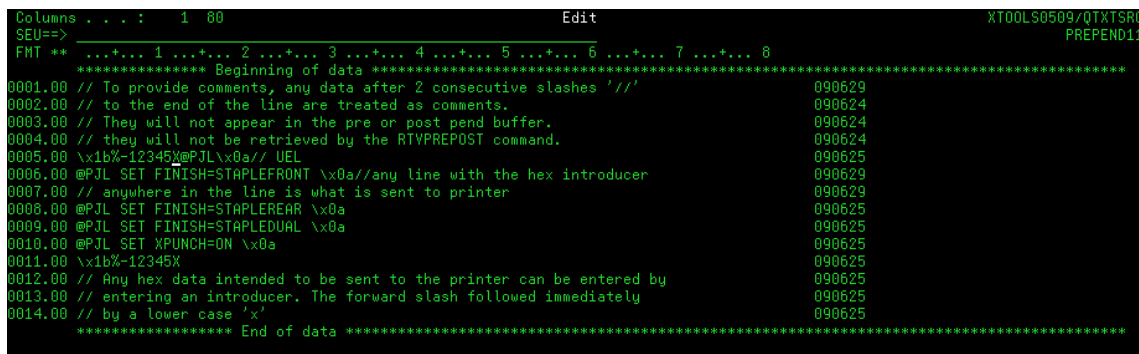 Columns . . . : 1 80 Edit XTOOLS0509/QTXTSRC
SEU==> PREPEND11
FMT ** ...+... 1 ...+... 2 ...+... 3 ...+... 4 ...+... 5 ...+... 6 ...+... 7 ...+... 8
*************** Beginning of data *************************************************************************************
0001.00 // To provide comments, any data after 2 consecutive slashes '//' 090629
0002.00 // to the end of the line are treated as comments. 090624
0003.00 // They will not appear in the pre or post pend buffer. 090624
0004.00 // they will not be retrieved by the RTVPREPOST command. 090624
0005.00 \x1b%-12345X@PJL\x0a// UEL 090625
0006.00 @PJL SET FINISH=STAPLEFRONT \x0a//any line with the hex introducer 090629
0007.00 // anywhere in the line is what is sent to printer 090629
0008.00 @PJL SET FINISH=STAPLEREAR \x0a 090625
0009.00 @PJL SET FINISH=STAPLEDUAL \x0a 090625
0010.00 @PJL SET XPUNCH=ON \x0a 090625
0011.00 \x1b%-12345X 090625
0012.00 // Any hex data intended to be sent to the printer can be entered by 090625
0013.00 // entering an introducer. The forward slash followed immediately 090625
0014.00 // by a lower case 'x' 090625
****************** End of data ****************************************************************************************